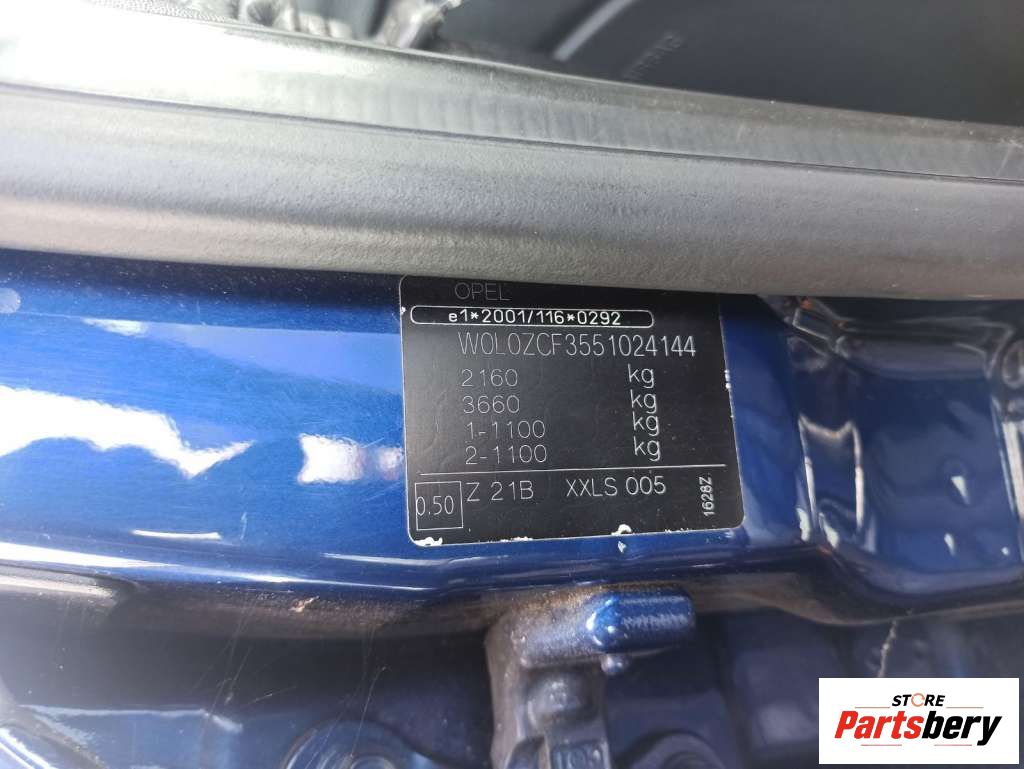 OPEL
e1*2001/116*0292
W0L0ZCF3551024144
2160 kg
3660 kg
1-1100 kg
2-1100 kg
0.50 Z 21B XXLS 005
1628Z
STORE
Partsbery